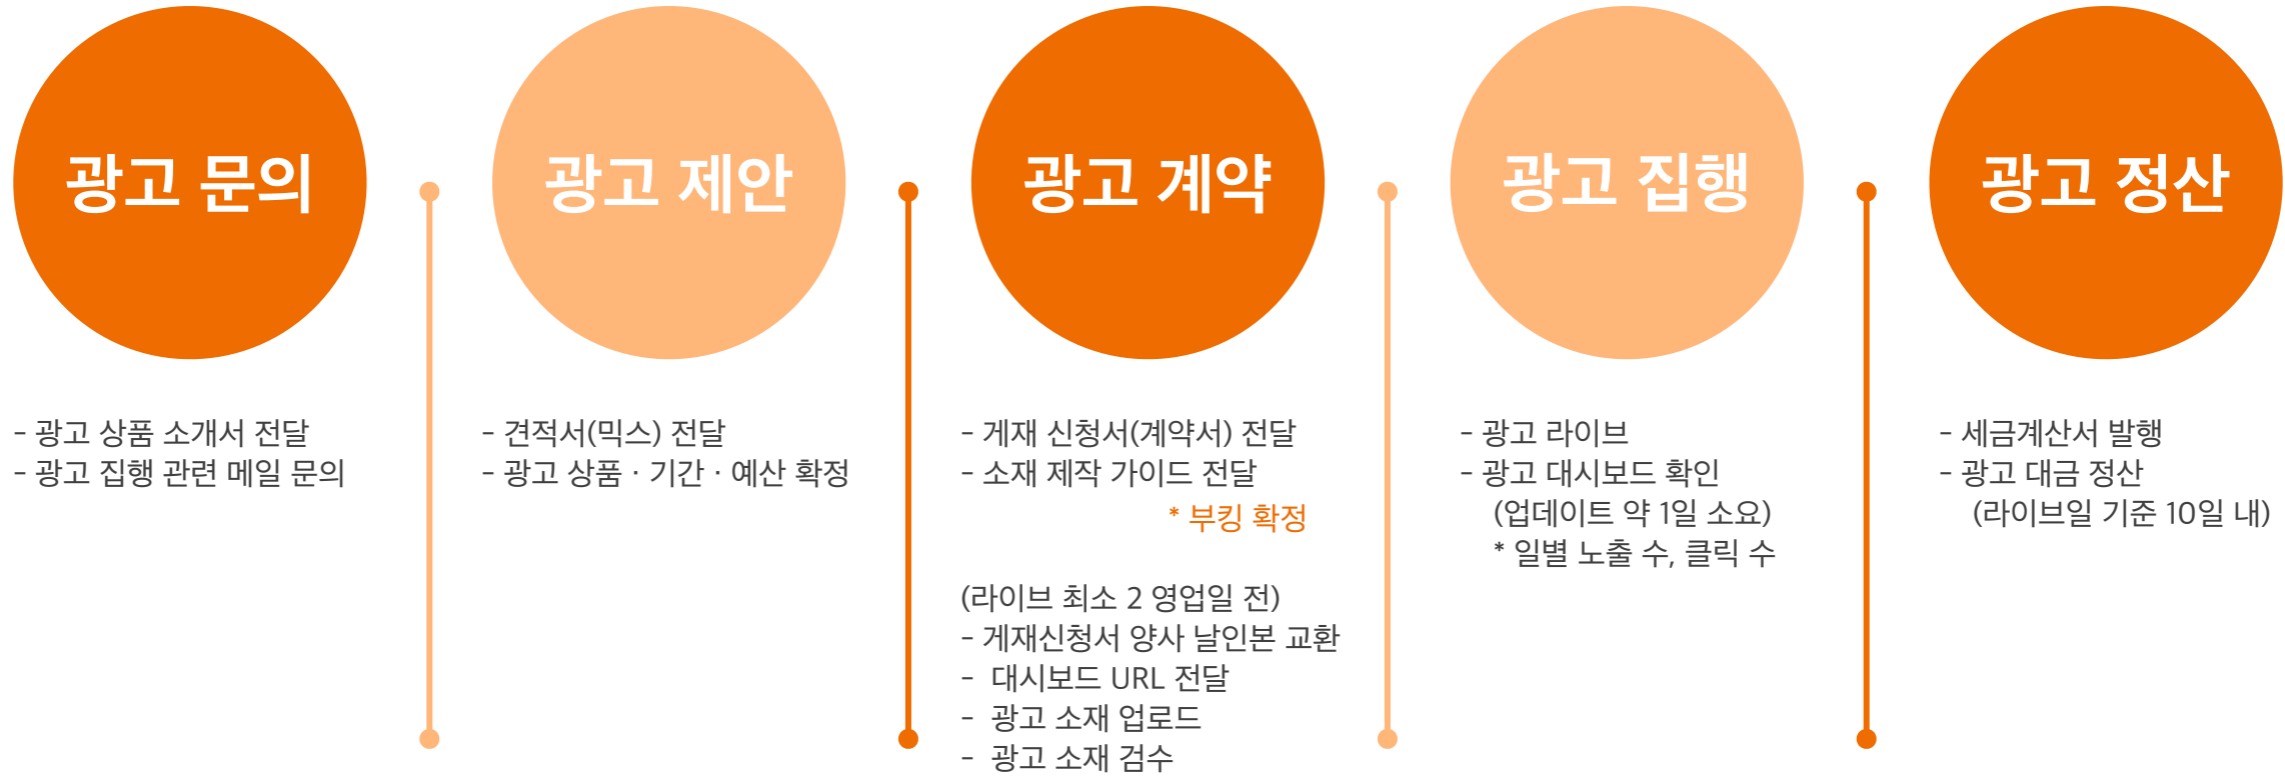 광고 문의
- 광고 상품 소개서 전달
- 광고 집행 관련 메일 문의
광고 제안
- 견적서(믹스) 전달
- 광고 상품 · 기간 · 예산 확정
광고 계약
- 게재 신청서(계약서) 전달
- 소재 제작 가이드 전달
* 부킹 확정
(라이브 최소 2 영업일 전)
- 게재신청서 양사 날인본 교환
- 대시보드 URL 전달
- 광고 소재 업로드
- 광고 소재 검수
광고 집행
- 광고 라이브
- 광고 대시보드 확인
(업데이트 약 1일 소요)
* 일별 노출 수, 클릭 수
광고 정산
- 세금계산서 발행
- 광고 대금 정산
(라이브일 기준 10일 내)